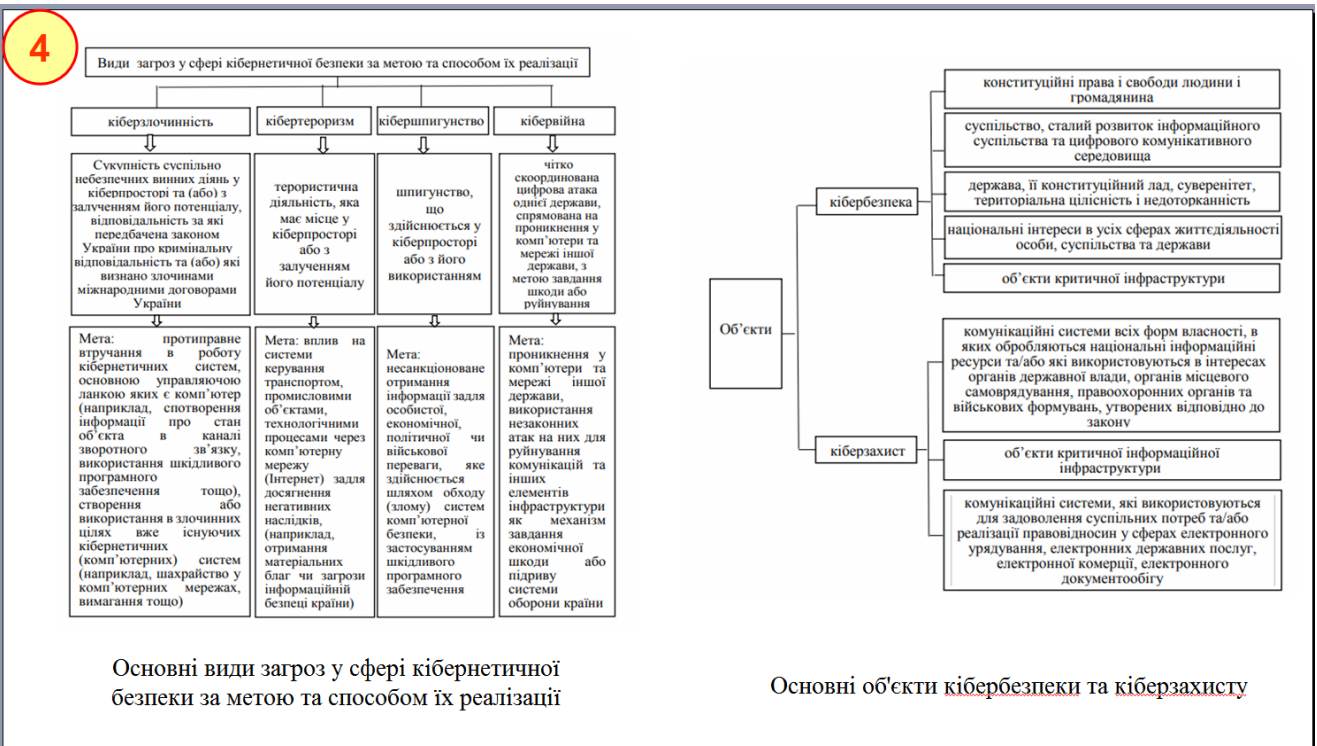 4
Види загроз у сфері кібернетичної безпеки за метою та способом їх реалізації
кіберзлочинність
кібертероризм
кібершпигунство
кібервійна
Сукупність суспільно
небезпечних винних діянь у
кіберпросторі та (або) з
залученням його потенціалу,
відповідальність за які
передбачена законом
України про кримінальну
відповідальність та (або) які
визнано злочинами
міжнародними договорами
України
терористична
діяльність, яка
має місце у
кіберпросторі
або з
залученням
його потенціалу
шпигунство,
що
здійснюється у
кіберпросторі
або з його
використанням
чітко
скоординована
цифрова атака
однієї держави,
спрямована на
проникнення у
комп’ютери та
мережі іншої
держави, з
метою завдання
шкоди або
руйнування
Мета: протиправне
втручання в роботу
кібернетичних систем,
основною управляючою
ланкою яких є комп’ютер
(наприклад, спотворення
інформації про стан
об’єкта в каналі
зворотного зв’язку,
використання шкідливого
програмного
забезпечення тощо),
створення або
використання в злочинних
цілях вже існуючих
кібернетичних
(комп’ютерних) систем
(наприклад, шахрайство у
комп’ютерних мережах,
вимагання тощо)
Мета: вплив на
системи
керування
транспортом,
промисловими
об’єктами,
технологічними
процесами через
комп’ютерну
мережу
(Інтернет) задля
досягнення
негативних
наслідків,
(наприклад,
отримання
матеріальних
благ чи загрози
інформаційній
безпеці країни)
Мета:
несанкціоноване
отримання
інформації задля
особистої,
економічної,
політичної чи
військової
переваги, яке
здійснюється
шляхом обходу
(злому) систем
комп’ютерної
безпеки, із
застосуванням
шкідливого
програмного
забезпечення
Мета:
проникнення у
комп’ютери та
мережі іншої
держави,
використання
незаконних
атак на них для
руйнування
комунікацій та
інших
елементів
інфраструктури
як механізм
завдання
економічної
шкоди або
підриву
системи
оборони країни
Основні види загроз у сфері кібернетичної
безпеки за метою та способом їх реалізації
Об’єкти
кібербезпека
конституційні права і свободи людини і
громадянина
суспільство, сталий розвиток інформаційного
суспільства та цифрового комунікативного
середовища
держава, її конституційний лад, суверенітет,
територіальна цілісність і недоторканність
національні інтереси в усіх сферах життєдіяльності
особи, суспільства та держави
об’єкти критичної інфраструктури
кіберзахист
комунікаційні системи всіх форм власності, в
яких обробляються національні інформаційні
ресурси та/або які використовуються в інтересах
органів державної влади, органів місцевого
самоврядування, правоохоронних органів та
військових формувань, утворених відповідно до
закону
об’єкти критичної інформаційної
інфраструктури
комунікаційні системи, які використовуються
для задоволення суспільних потреб та/або
реалізації правовідносин у сферах електронного
урядування, електронних державних послуг,
електронної комерції, електронного
документообігу
Основні об'єкти кібербезпеки та кіберзахисту